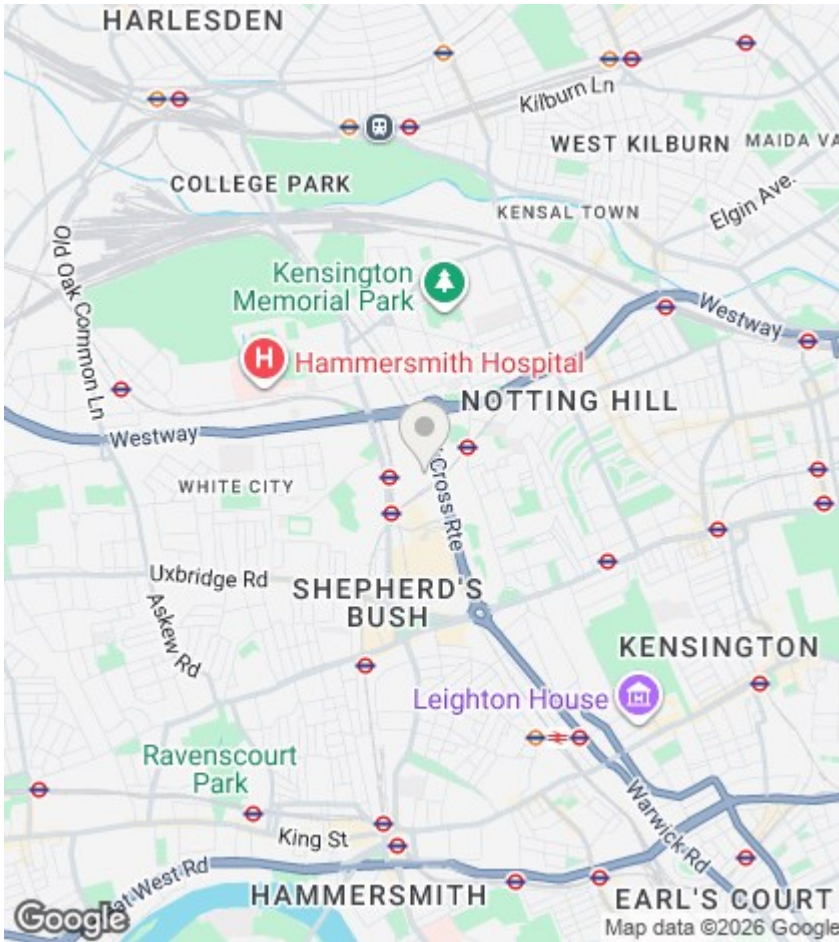 HARLESDEN
Kilburn Ln
WEST KILBURN
MAIDA VA
COLLEGE PARK
Elgin Ave.
KENSAL TOWN
Old Oak Common Ln
Kensington
Memorial Park
Westway
H
Hammersmith Hospital
NOTTING HILL
Westway
Cross Rte
WHITE CITY
Uxbridge Rd
SHEPHERD'S
BUSH
Askew Rd
KENSINGTON
Leighton House
Ravenscourt
Park
Warwick Rd
King St
at West Rd
HAMMERSMITH
EARL'S COURT
Google
Map data ©2026 Google